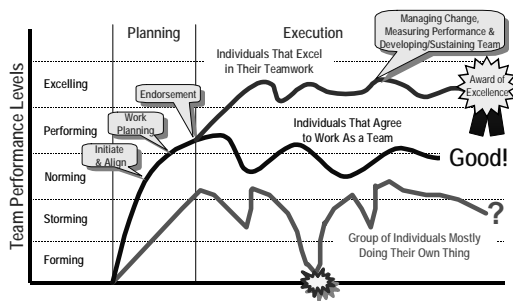 Planning
Execution
Managing Change,
Measuring Performance &
Developing/Sustaining Team
Individuals That Excel
in Their Teamwork
Team Performance Levels
Excelling
Award of
Excellence
Endorsement
Performing
Work
Planning
Individuals That Agree
to Work As a Team
Initiate
& Align
Good!
Norming
Storming
?
Group of Individuals Mostly
Doing Their Own Thing
Forming